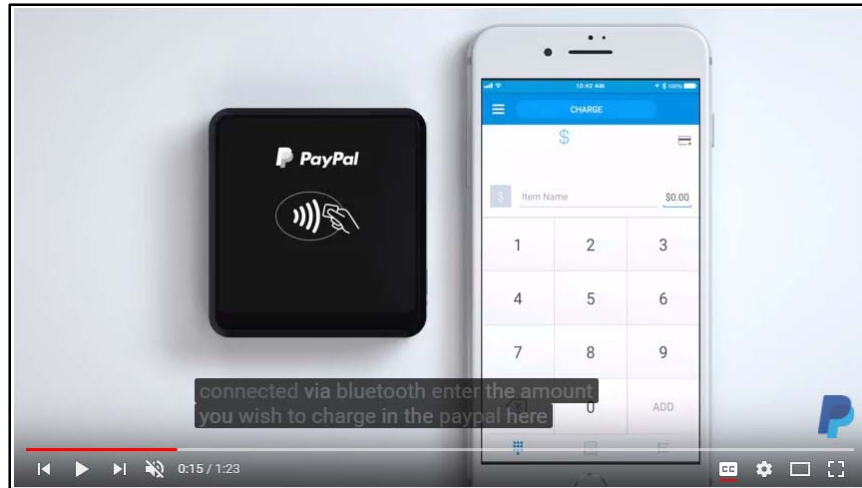 10:42 AM
100%
CHARGE
$
PayPal
$ Item Name $0.00
1 2 3
4 5 6
7 8 9
0 ADD
connected via bluetooth enter the amount
you wish to charge in the paypal here
0:15 / 1:23
CC